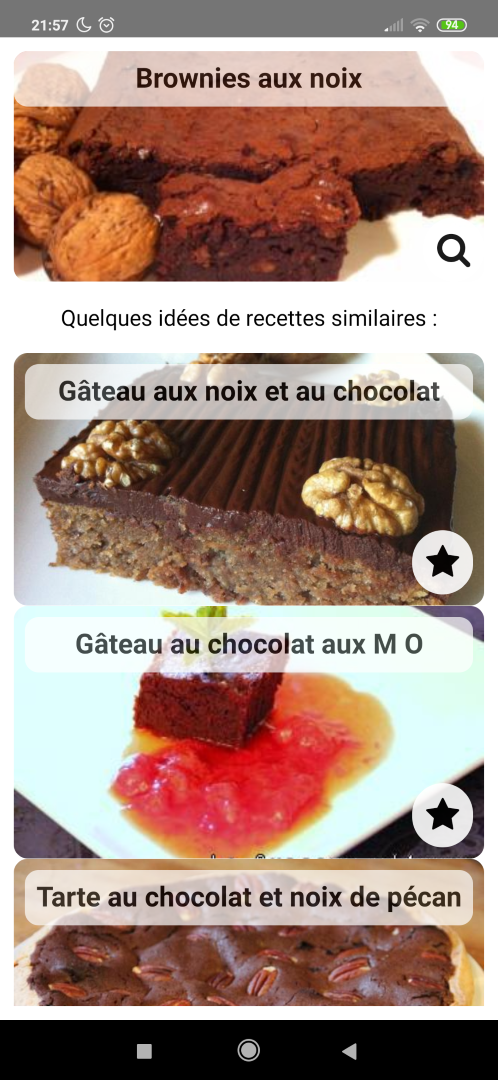 21:57
94
Brownies aux noix
Quelques idées de recettes similaires :
Gâteau aux noix et au chocolat
Gâteau au chocolat aux M O
Tarte au chocolat et noix de pécan